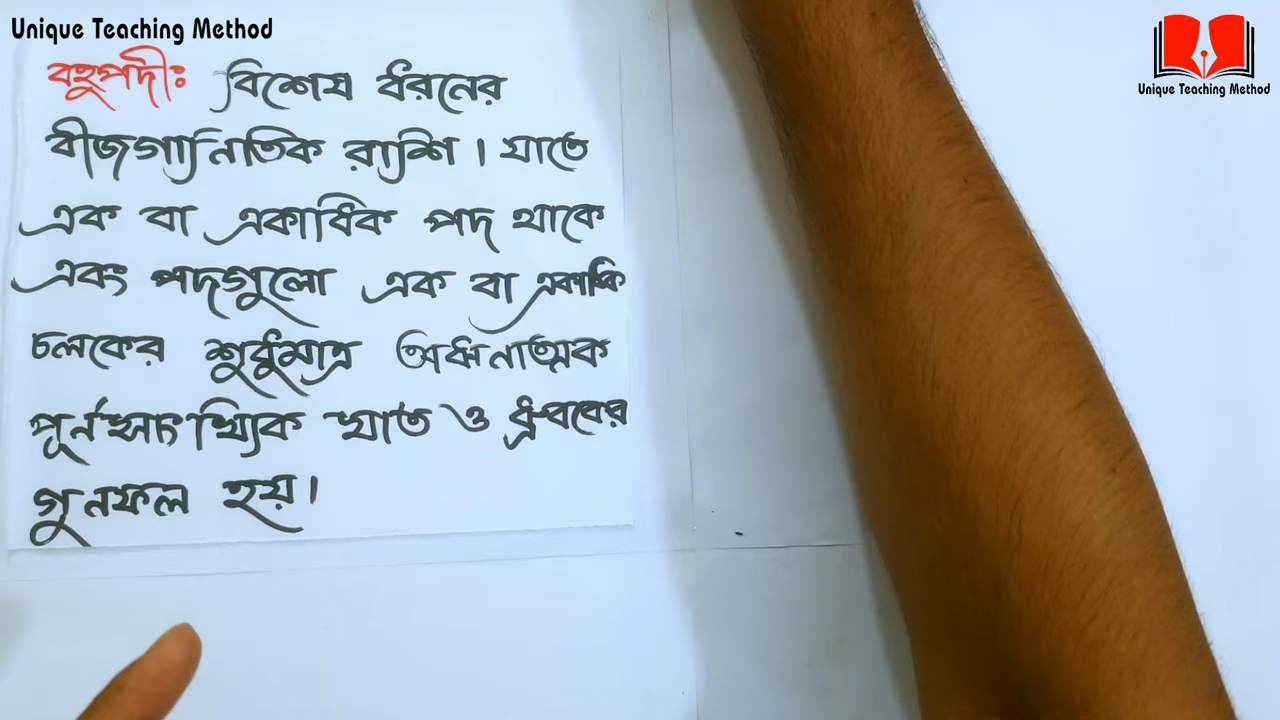 Unique Teaching Method
Unique Teaching Method
বহুপদীঃ বিশেষ ধরনের
বীজগানিতিক রাশি। যাতে
এক বা একাধিক পদ থাকে
এবং পদগুলো এক বা একাধিক
চলকের শুধুমাত্র অঋনাত্মক
পূর্নসাংখ্যিক ঘাত ও ধ্রুবকের
গুনফল হয়।